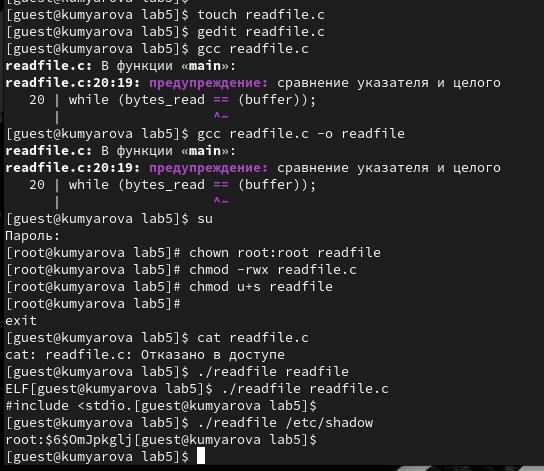 [guest@kumyarova lab5]$ touch readfile.c
[guest@kumyarova lab5]$ gedit readfile.c
[guest@kumyarova lab5]$ gcc readfile.c
readfile.c: В функции «main»:
readfile.c:20:19: предупреждение: сравнение указателя и целого
20 | while (bytes_read == (buffer));
| ^~
[guest@kumyarova lab5]$ gcc readfile.c -o readfile
readfile.c: В функции «main»:
readfile.c:20:19: предупреждение: сравнение указателя и целого
20 | while (bytes_read == (buffer));
| ^~
[guest@kumyarova lab5]$ su
Пароль:
[root@kumyarova lab5]# chown root:root readfile
[root@kumyarova lab5]# chmod -rwx readfile.c
[root@kumyarova lab5]# chmod u+s readfile
[root@kumyarova lab5]#
exit
[guest@kumyarova lab5]$ cat readfile.c
cat: readfile.c: Отказано в доступе
[guest@kumyarova lab5]$ ./readfile readfile
ELF[guest@kumyarova lab5]$ ./readfile readfile.c
#include <stdio.[guest@kumyarova lab5]$
[guest@kumyarova lab5]$ ./readfile /etc/shadow
root:$6$OmJpkglj[guest@kumyarova lab5]$
[guest@kumyarova lab5]$